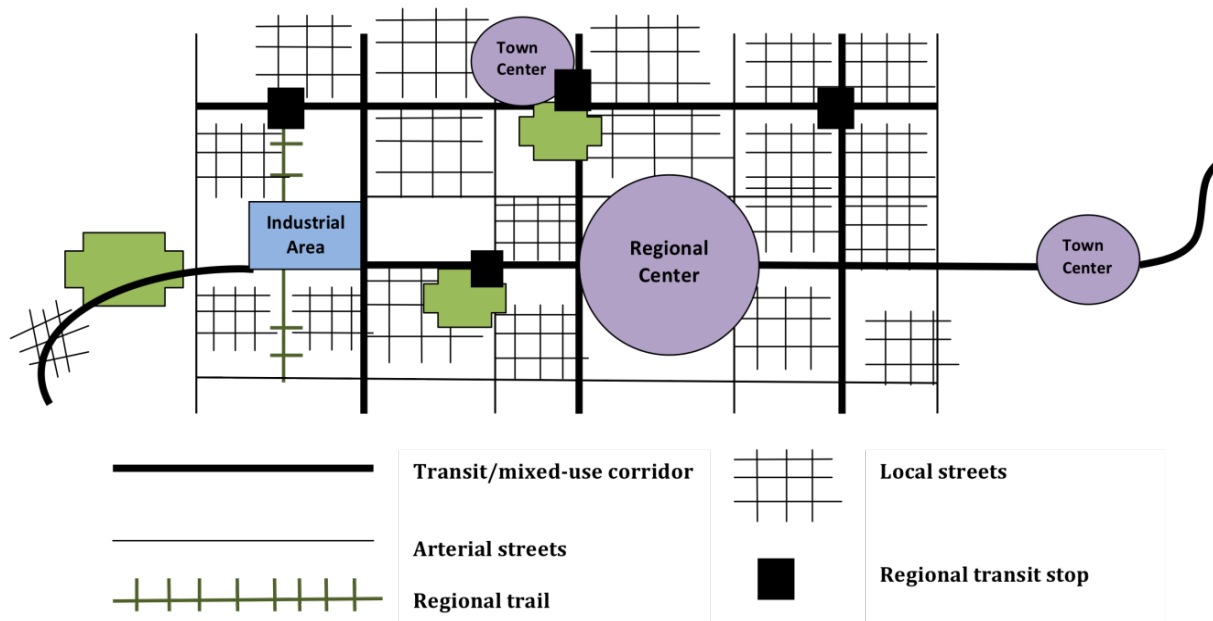 Town
Center
Industrial
Area
Regional
Center
Town
Center
Transit/mixed-use corridor
Local streets
Arterial streets
Regional transit stop
Regional trail